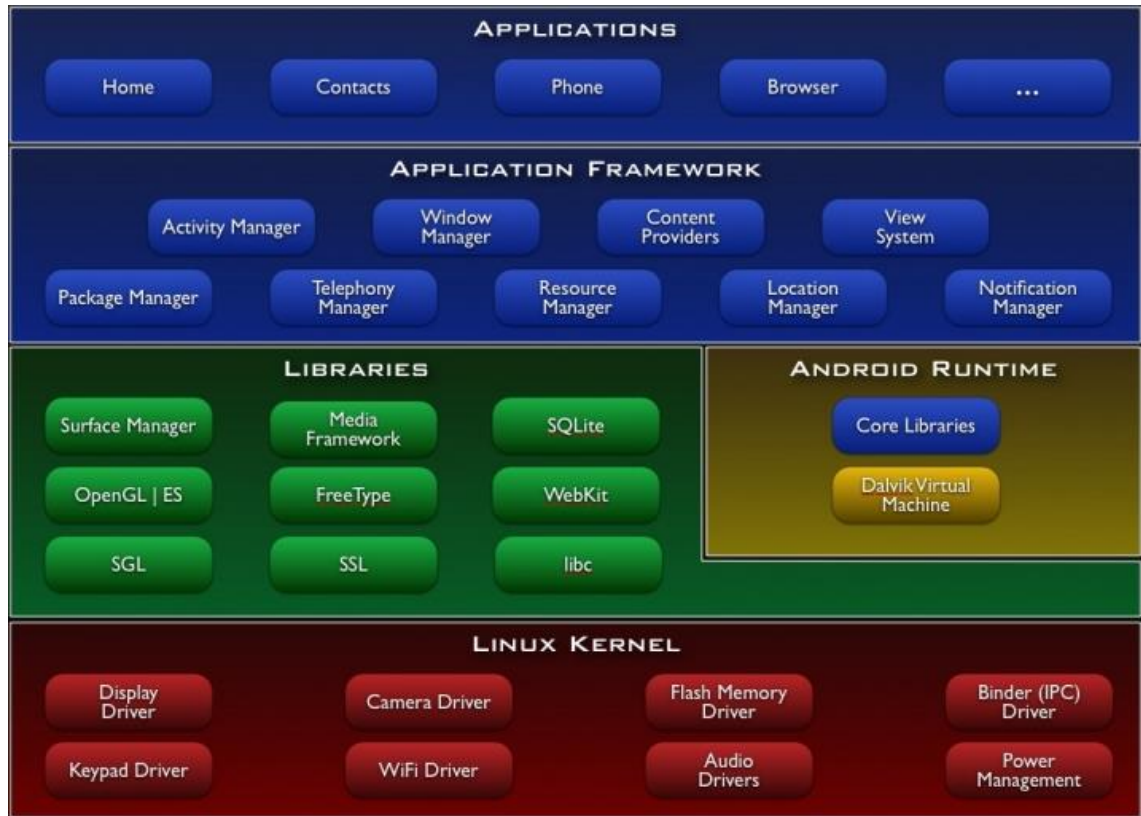 APPLICATIONS
Home
Contacts
Phone
Browser
...
APPLICATION FRAMEWORK
Activity Manager
Window
Manager
Content
Providers
View
System
Package Manager
Telephony
Manager
Resource
Manager
Location
Manager
Notification
Manager
LIBRARIES
Surface Manager
Media
Framework
SQLite
OpenGL | ES
FreeType
WebKit
SGL
SSL
libc
ANDROID RUNTIME
Core Libraries
Dalvik Virtual
Machine
LINUX KERNEL
Display
Driver
Camera Driver
Flash Memory
Driver
Binder (IPC)
Driver
Keypad Driver
WiFi Driver
Audio
Drivers
Power
Management